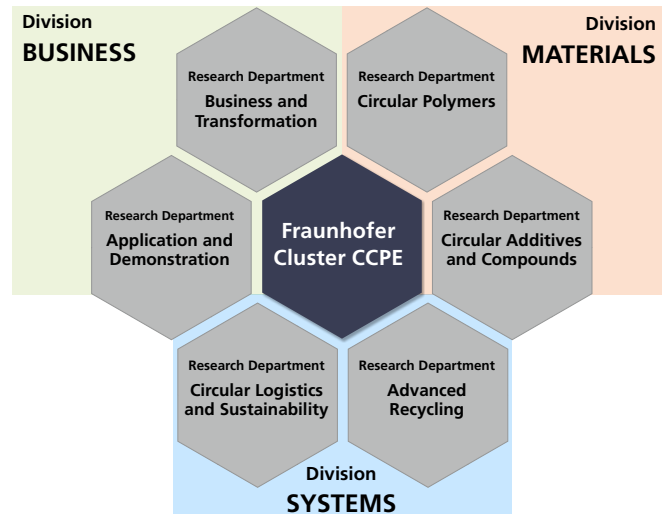 Division
BUSINESS
Division
MATERIALS
Research Department
Business and
Transformation
Research Department
Circular Polymers
Research Department
Application and
Demonstration
Fraunhofer
Cluster CCPE
Research Department
Circular Additives
and Compounds
Research Department
Circular Logistics
and Sustainability
Research Department
Advanced
Recycling
Division
SYSTEMS